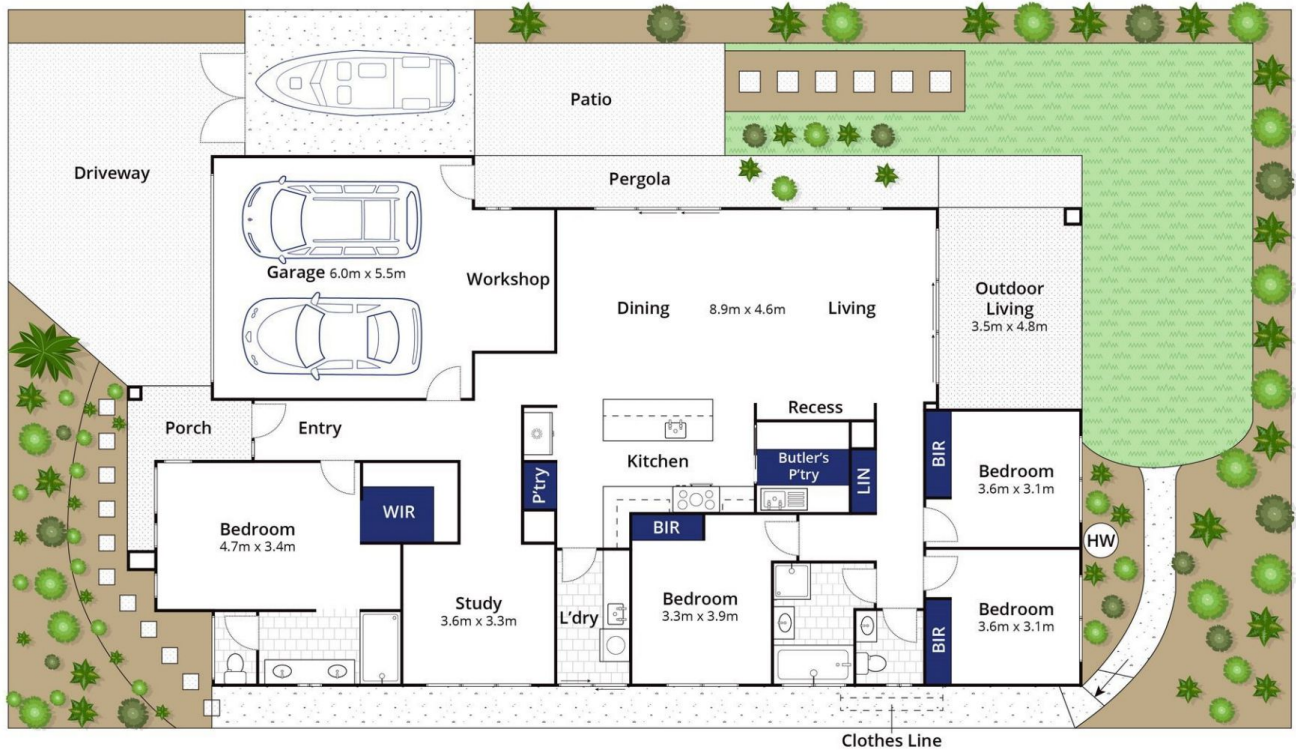 Patio
Driveway
Pergola
Garage 6.0m x 5.5m
Workshop
Dining
8.9m x 4.6m
Living
Outdoor
Living
3.5m x 4.8m
Porch
Entry
Recess
Kitchen
Butler's
P'try
P'try
LIN
BIR
Bedroom
3.6m x 3.1m
WIR
Bedroom
4.7m x 3.4m
BIR
HW
Study
3.6m x 3.3m
L'dry
Bedroom
3.3m x 3.9m
BIR
Bedroom
3.6m x 3.1m
Clothes Line